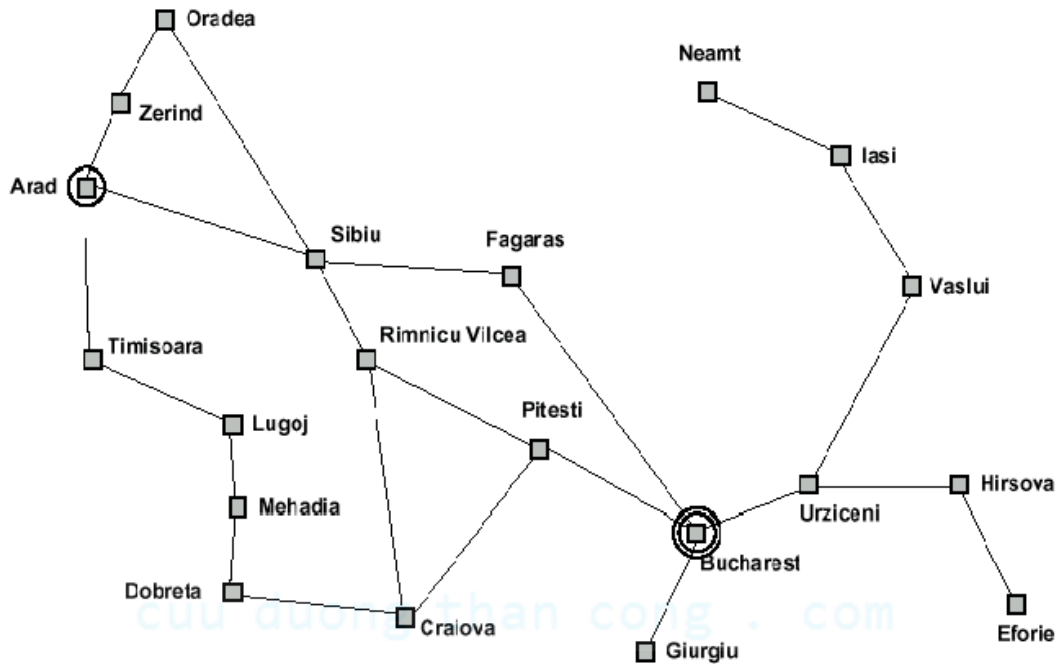 Oradea
Neamt
Zerind
Iasi
Arad
Sibiu
Fagaras
Vaslui
Rimnicu Vilcea
Timisoara
Pitesti
Lugoj
Hirsova
Mehadia
Urziceni
Bucharest
Dobreta
cuu duong than cong . com
Craiova
Eforie
Giurgiu